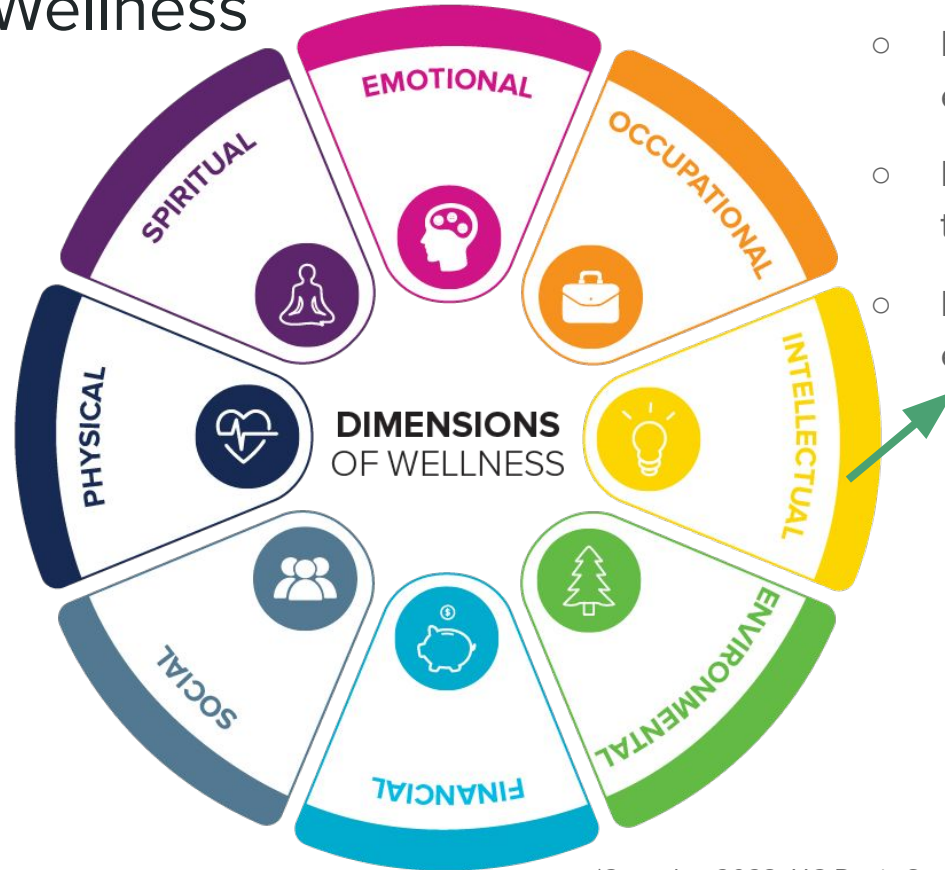 Wellness
EMOTIONAL
OCCUPATIONAL
INTELLECTUAL
ENVIRONMENTAL
FINANCIAL
SOCIAL
PHYSICAL
SPIRITUAL
DIMENSIONS
OF WELLNESS
$